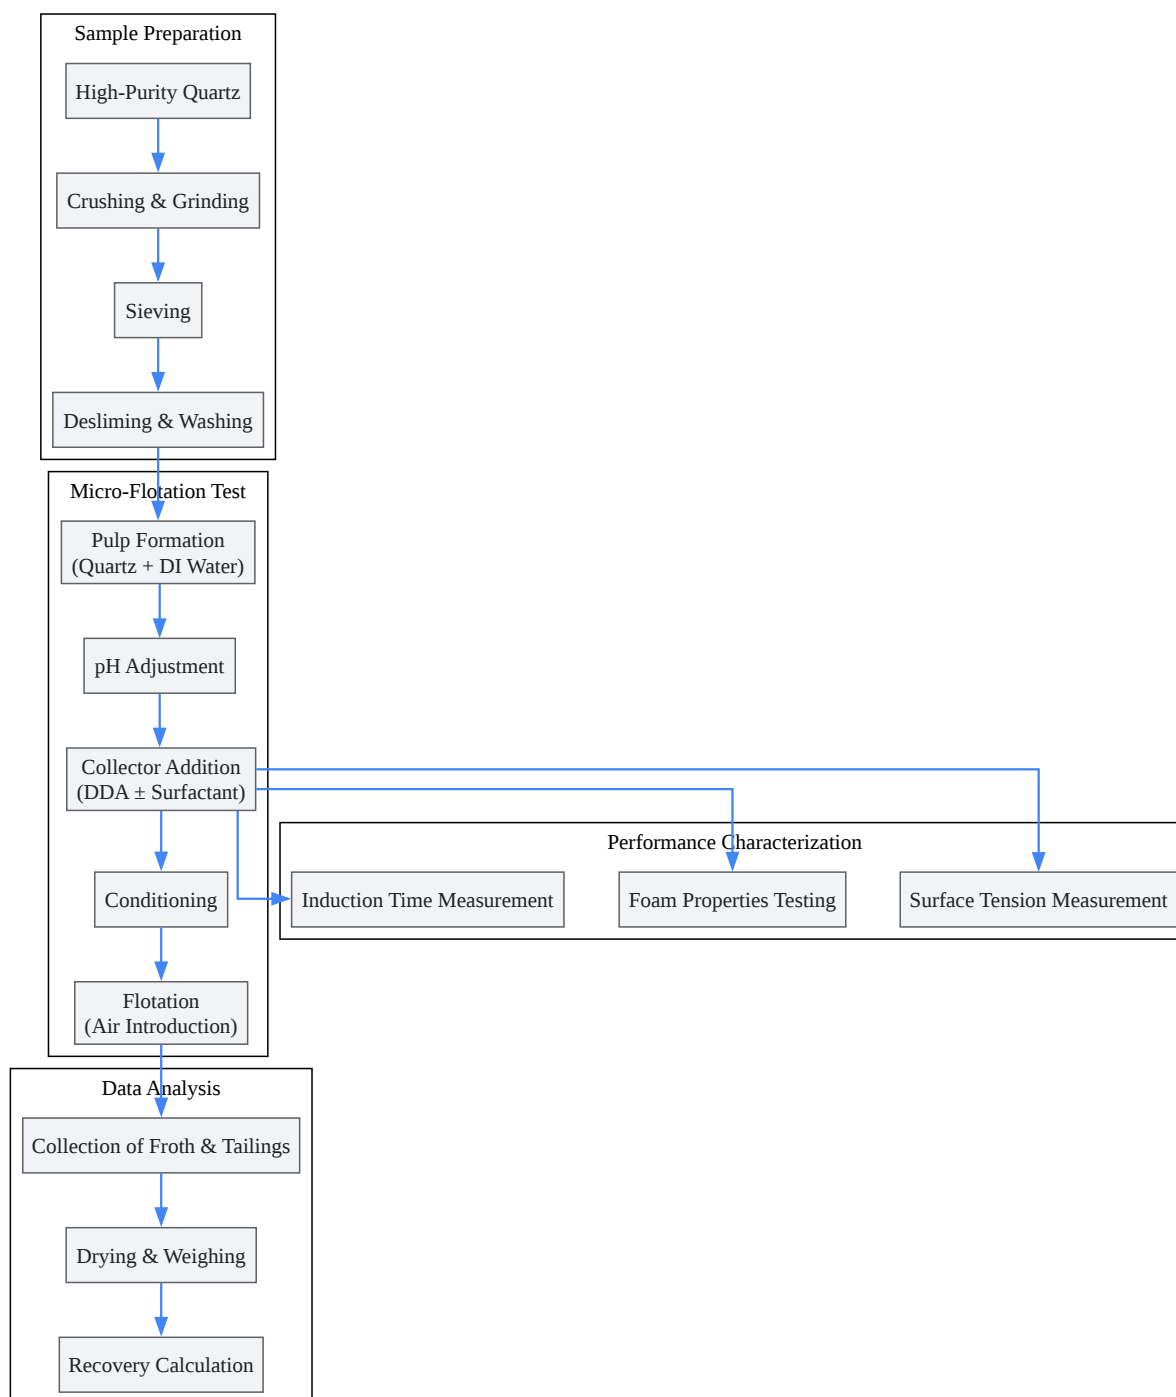 Sample Preparation
High-Purity Quartz
Crushing & Grinding
Sieving
Desliming & Washing
Micro-Flotation Test
Pulp Formation
(Quartz + DI Water)
pH Adjustment
Collector Addition
(DDA ± Surfactant)
Performance Characterization
Conditioning
Induction Time Measurement
Foam Properties Testing
Surface Tension Measurement
Flotation
(Air Introduction)
Data Analysis
Collection of Froth & Tailings
Drying & Weighing
Recovery Calculation